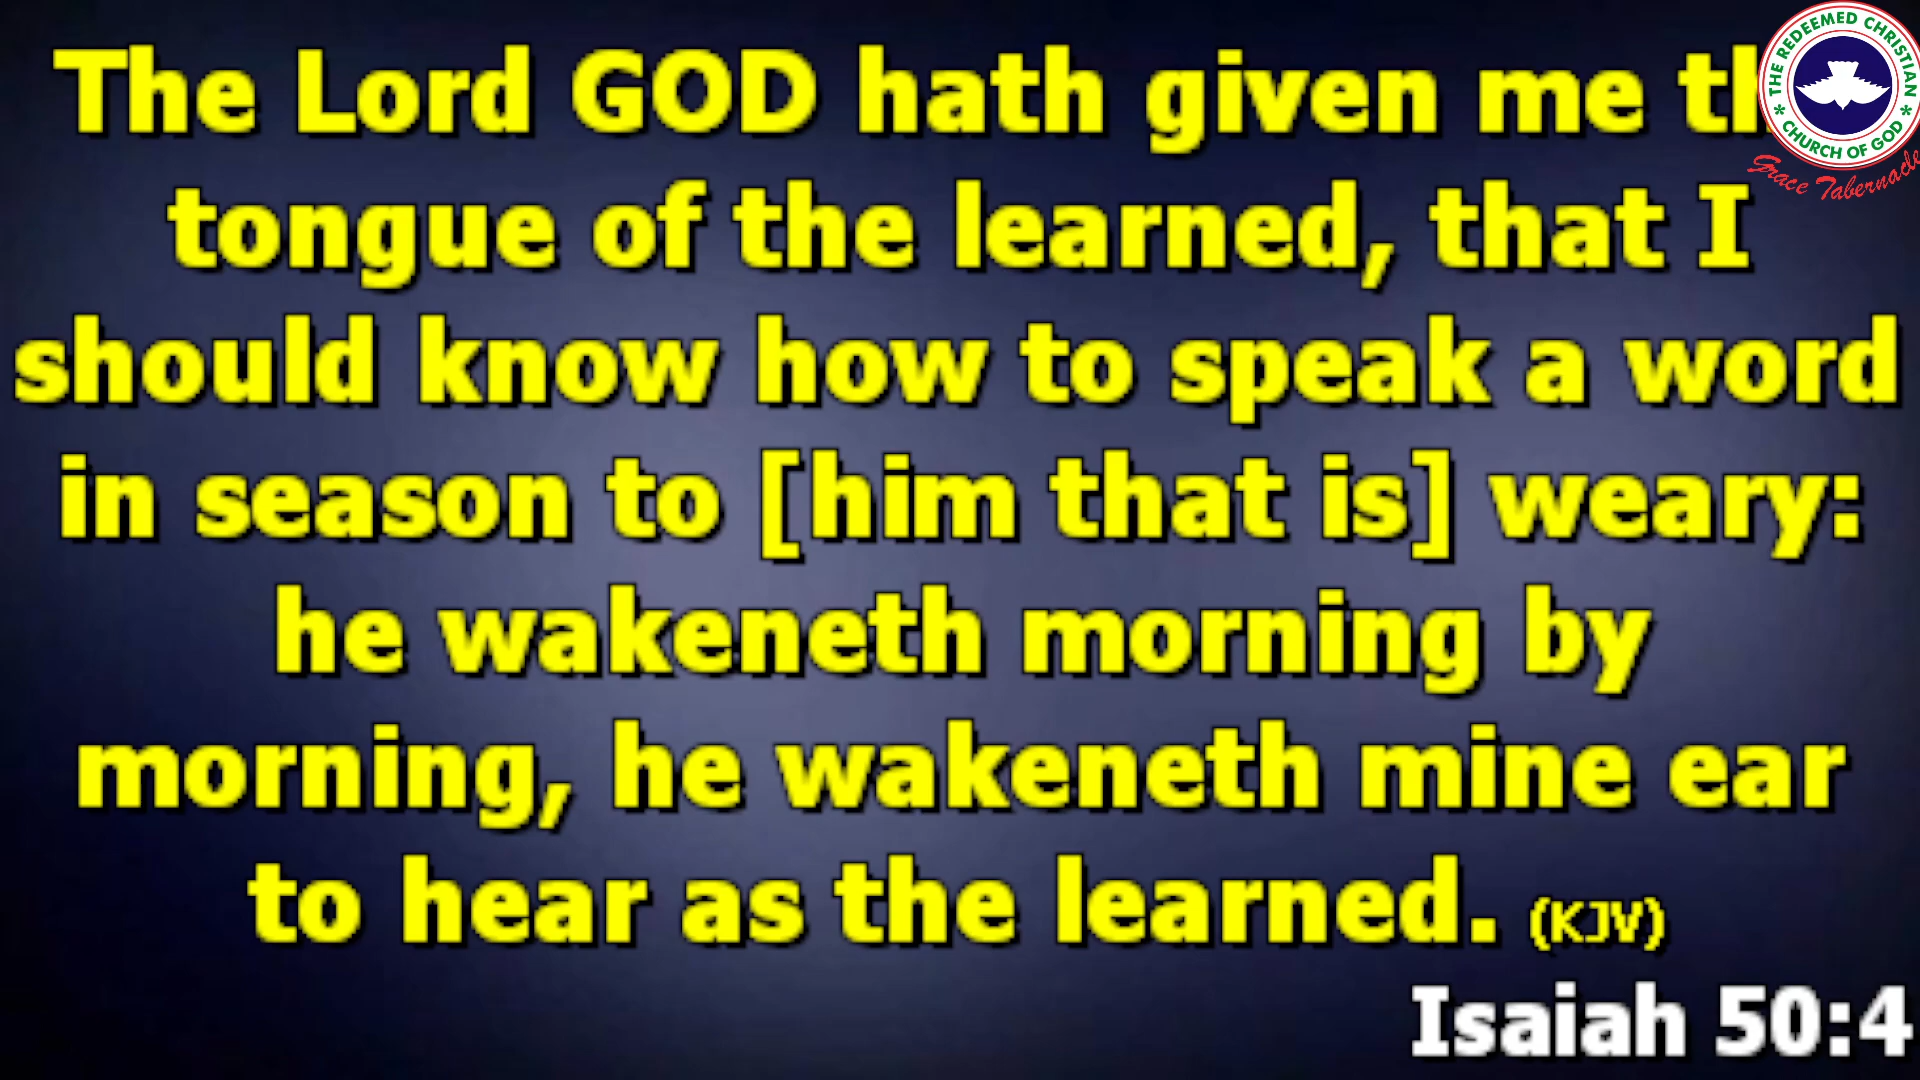 The Lord GOD hath given me th
tongue of the learned, that I
should know how to speak a word
in season to [him that is] weary:
he wakeneth morning by
morning, he wakeneth mine ear
to hear as the learned. (KJV)
Isaiah 50:4
THE REDEEMED CHRISTIAN
* CHURCH OF GOD *
Grace Tabernacle